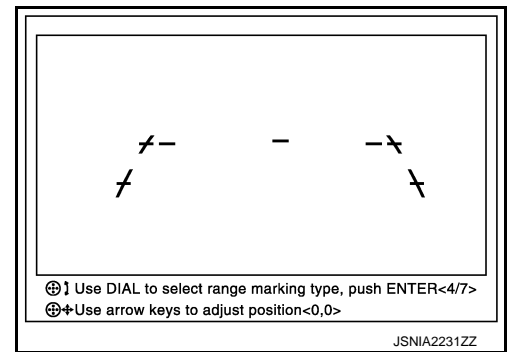 Use DIAL to select range marking type, push ENTER<4/7>
Use arrow keys to adjust position<0,0>
JSNIA2231ZZ